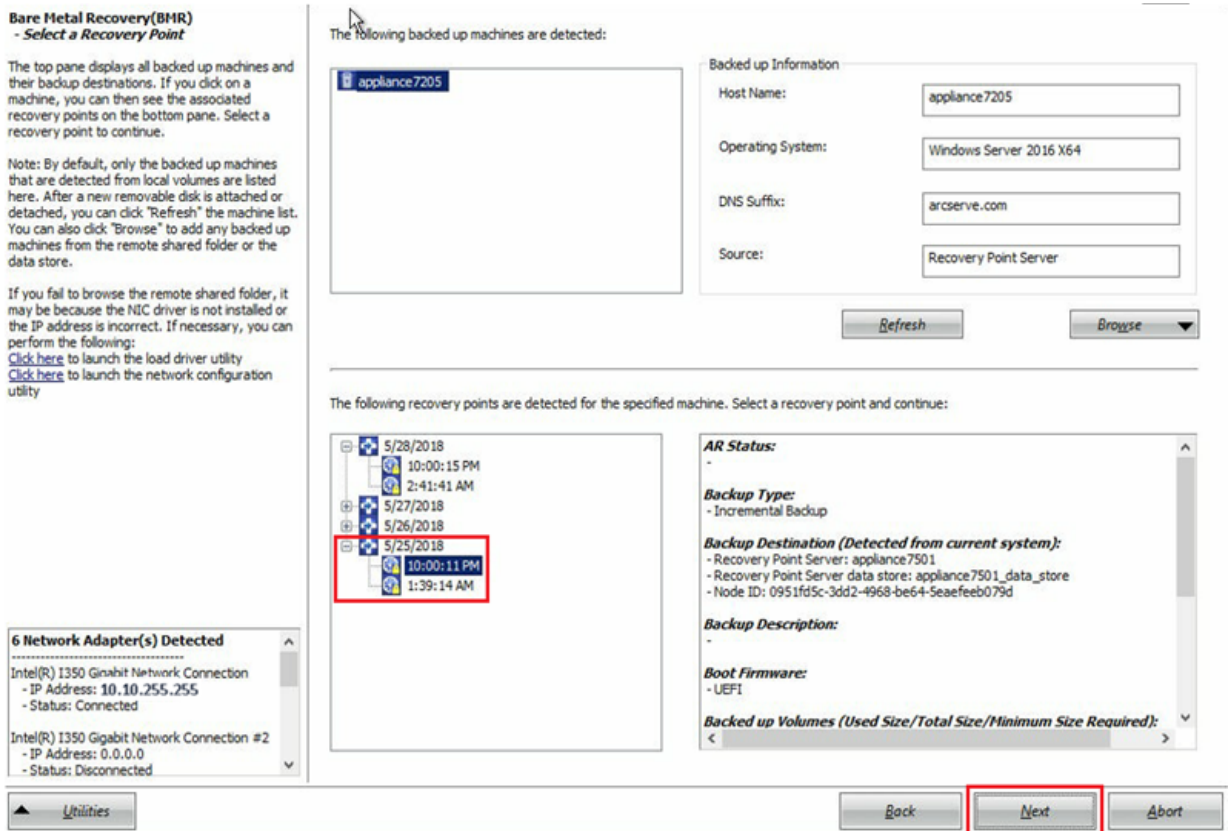 Bare Metal Recovery(BMR)
- Select a Recovery Point
The top pane displays all backed up machines and
their backup destinations. If you click on a
machine, you can then see the associated
recovery points on the bottom pane. Select a
recovery point to continue.
Note: By default, only the backed up machines
that are detected from local volumes are listed
here. After a new removable disk is attached or
detached, you can click "Refresh" the machine list.
You can also click "Browse" to add any backed up
machines from the remote shared folder or the
data store.
If you fail to browse the remote shared folder, it
may be because the NIC driver is not installed or
the IP address is incorrect. If necessary, you can
perform the following:
Click here to launch the load driver utility
Click here to launch the network configuration
utility
6 Network Adapter(s) Detected
Intel(R) I350 Gigabit Network Connection
- IP Address: 10.10.255.255
- Status: Connected
Intel(R) I350 Gigabit Network Connection #2
- IP Address: 0.0.0.0
- Status: Disconnected
The following backed up machines are detected:
appliance7205
Backed up Information
Host Name: appliance7205
Operating System: Windows Server 2016 X64
DNS Suffix: arcserve.com
Source: Recovery Point Server
Refresh
Browse
The following recovery points are detected for the specified machine. Select a recovery point and continue:
5/28/2018
10:00:15 PM
2:41:41 AM
5/27/2018
5/26/2018
5/25/2018
10:00:11 PM
1:39:14 AM
AR Status:
-
Backup Type:
- Incremental Backup
Backup Destination (Detected from current system):
- Recovery Point Server: appliance7501
- Recovery Point Server data store: appliance7501_data_store
- Node ID: 0951fd5c-3dd2-4968-be64-5eaefeeb079d
Backup Description:
-
Boot Firmware:
- UEFI
Backed up Volumes (Used Size/Total Size/Minimum Size Required):
Utilities
Back
Next
Abort